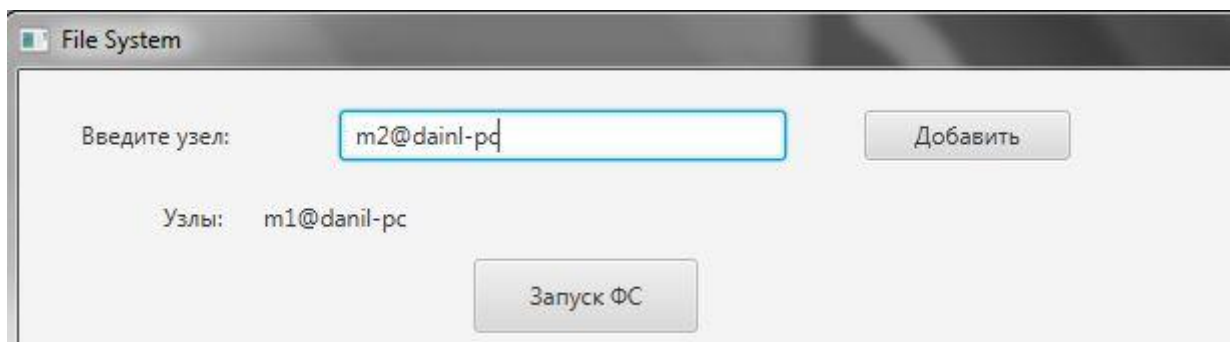 File System
Введите узел: m2@dainl-pc Добавить
Узлы: m1@danil-pc
Запуск ФС